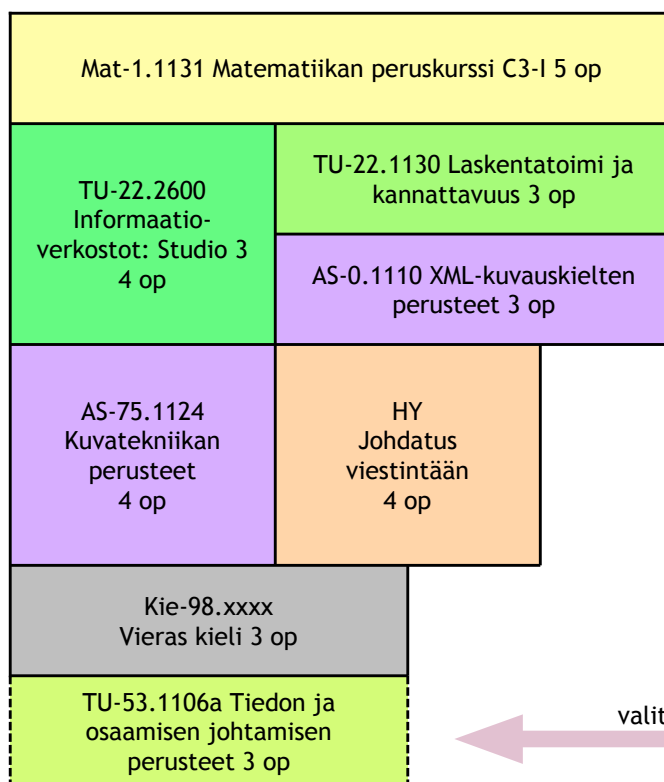 Mat-1.1131 Matematiikan peruskurssi C3-I 5 op
TU-22.2600
Informaatio-
verkostot: Studio 3
4 op
TU-22.1130 Laskentatoimi ja
kannattavuus 3 op
AS-0.1110 XML-kuvauskielten
perusteet 3 op
AS-75.1124
Kuvatekniikan
perusteet
4 op
HY
Johdatus
viestintään
4 op
Kie-98.xxxx
Vieras kieli 3 op
TU-53.1106a Tiedon ja
osaamisen johtamisen
perusteet 3 op
valit